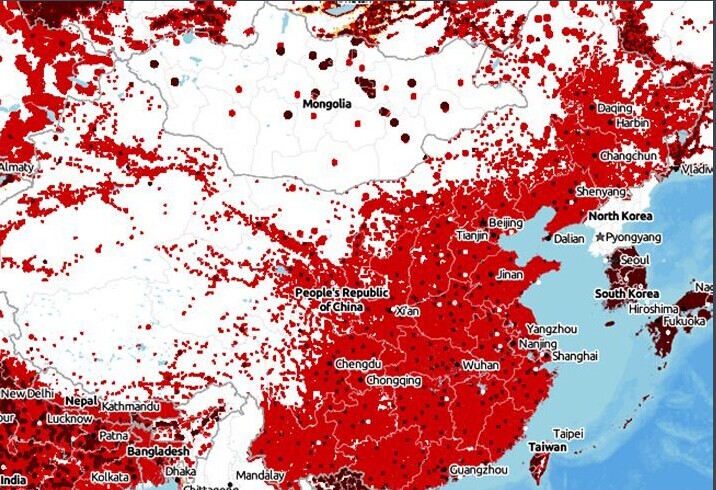 Mongolia
Daqing
Harbin
Almaty
Changchun
Vladiv
Shenyang
North Korea
Beijing
Tianjin
Dalian
Pyongyang
Seoul
Jinan
People's Republic
of China
South Korea
Xi'an
Hiroshima
Fukuoka
Yangzhou
Nanjing
Shanghai
Chengdu
Wuhan
Chongqing
New Delhi
Nepal
Kathmandu
Lucknow
Patna
Taipei
Bangladesh
Taiwan
Guangzhou
Dhaka
Kolkata
Mandalay
India